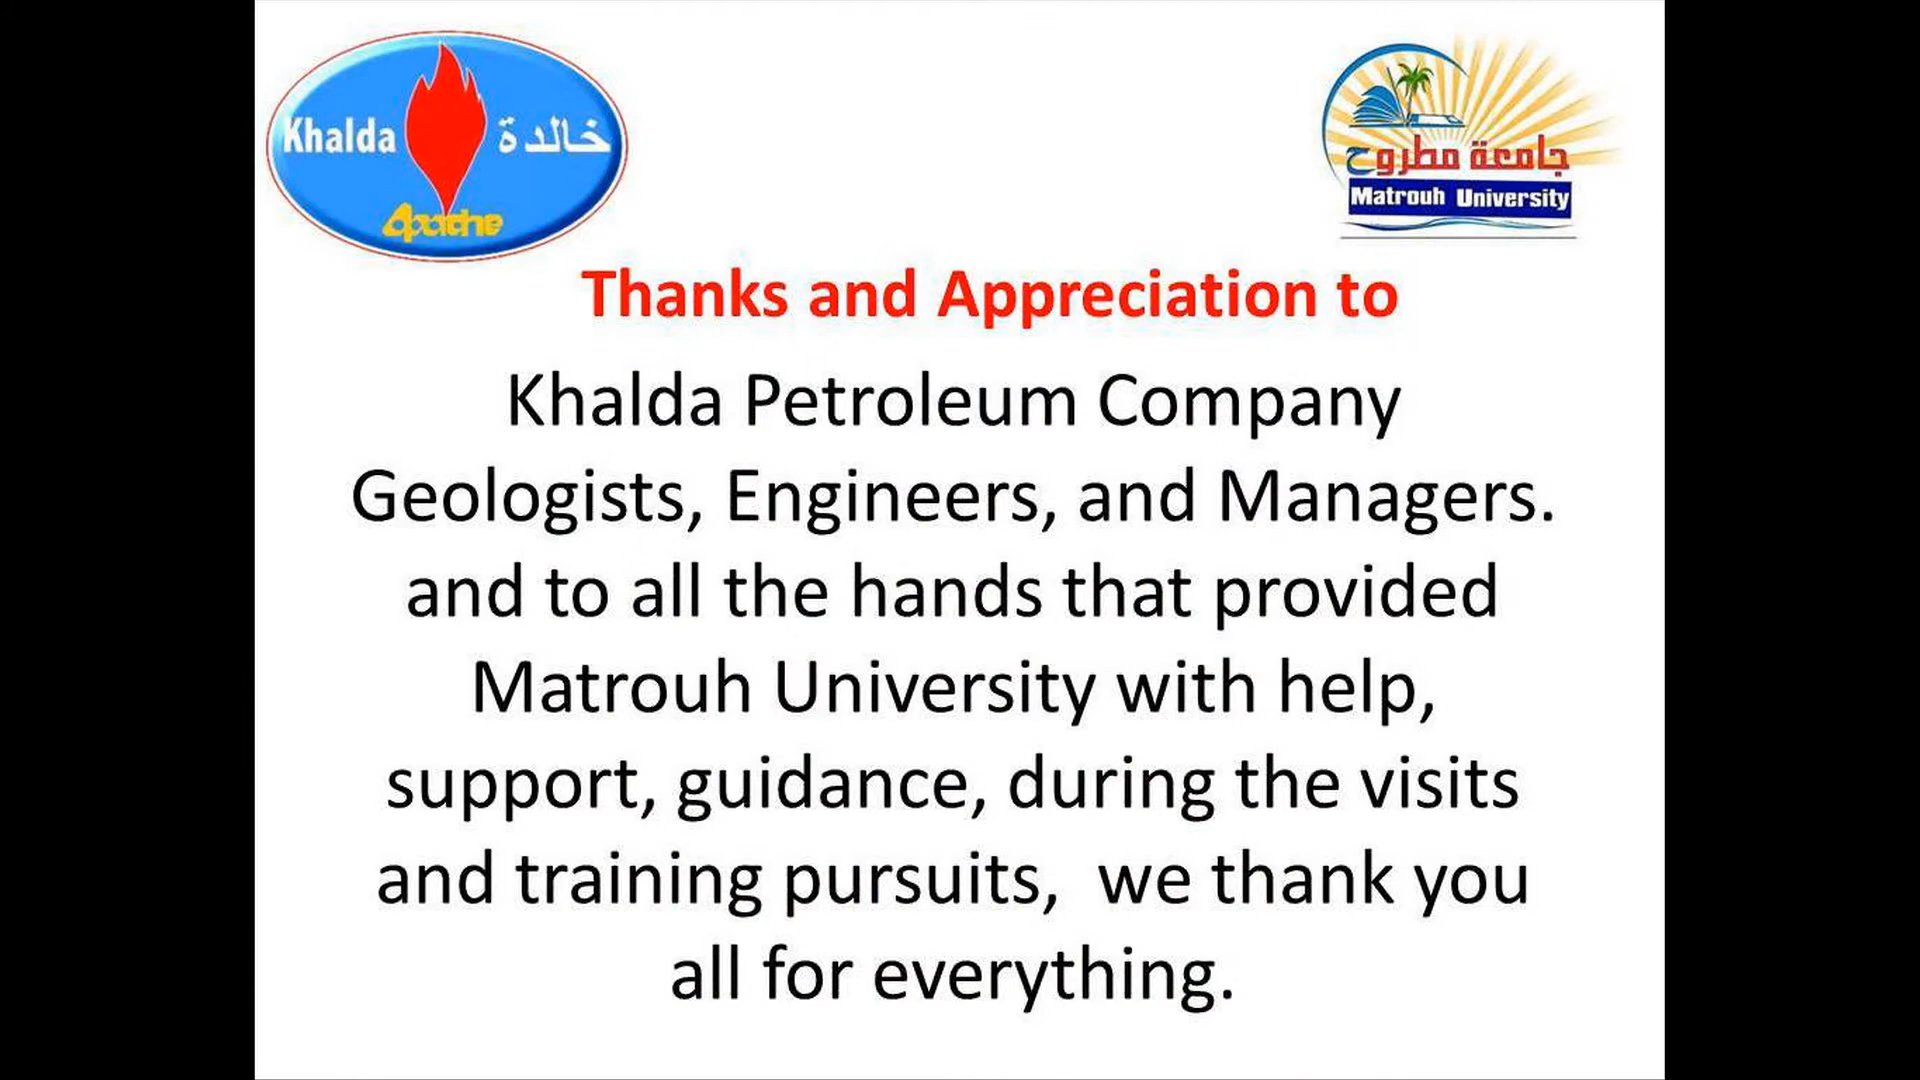 Khalda خالدة
Apache
جامعة مطروح
Matrouh University
Thanks and Appreciation to
Khalda Petroleum Company
Geologists, Engineers, and Managers.
and to all the hands that provided
Matrouh University with help,
support, guidance, during the visits
and training pursuits,  we thank you
all for everything.